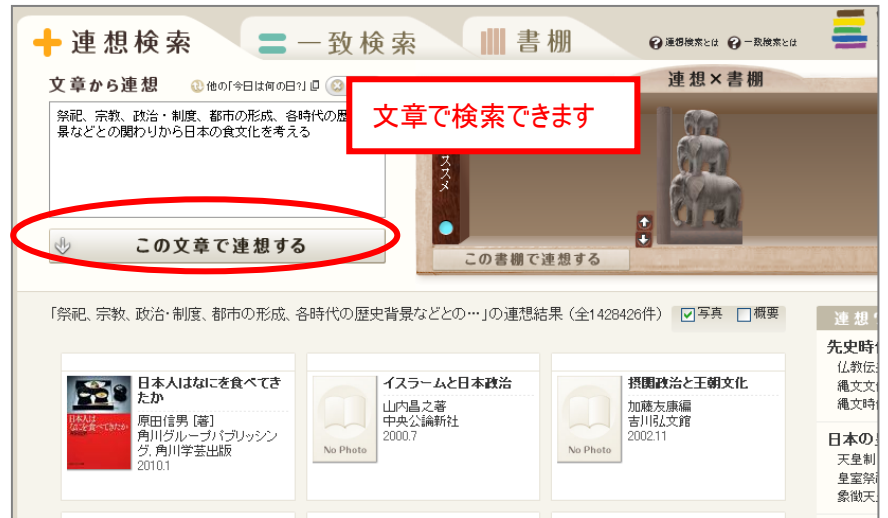 連想検索
一致検索
書棚
連想検索とは 一致検索とは
文章から連想
他の「今日は何の日?」
連想×書棚
祭祀、宗教、政治・制度、都市の形成、各時代の歴
景などとの関わりから日本の食文化を考える
文章で検索できます
ススメ
この文章で連想する
この書棚で連想する
「祭祀、宗教、政治・制度、都市の形成、各時代の歴史背景などとの…」の連想結果（全1428426件）
写真 概要
連想
日本人はなにを食べてき
たか
原田信男 [著]
角川グループパブリッシン
グ, 角川学芸出版
2010.1
イスラームと日本政治
山内昌之著
中央公論新社
2000.7
No Photo
摂関政治と王朝文化
加藤友康編
吉川弘文館
2002.11
No Photo
先史時
仏教伝
縄文文
縄文時
日本の
天皇制
皇室祭
象徴天